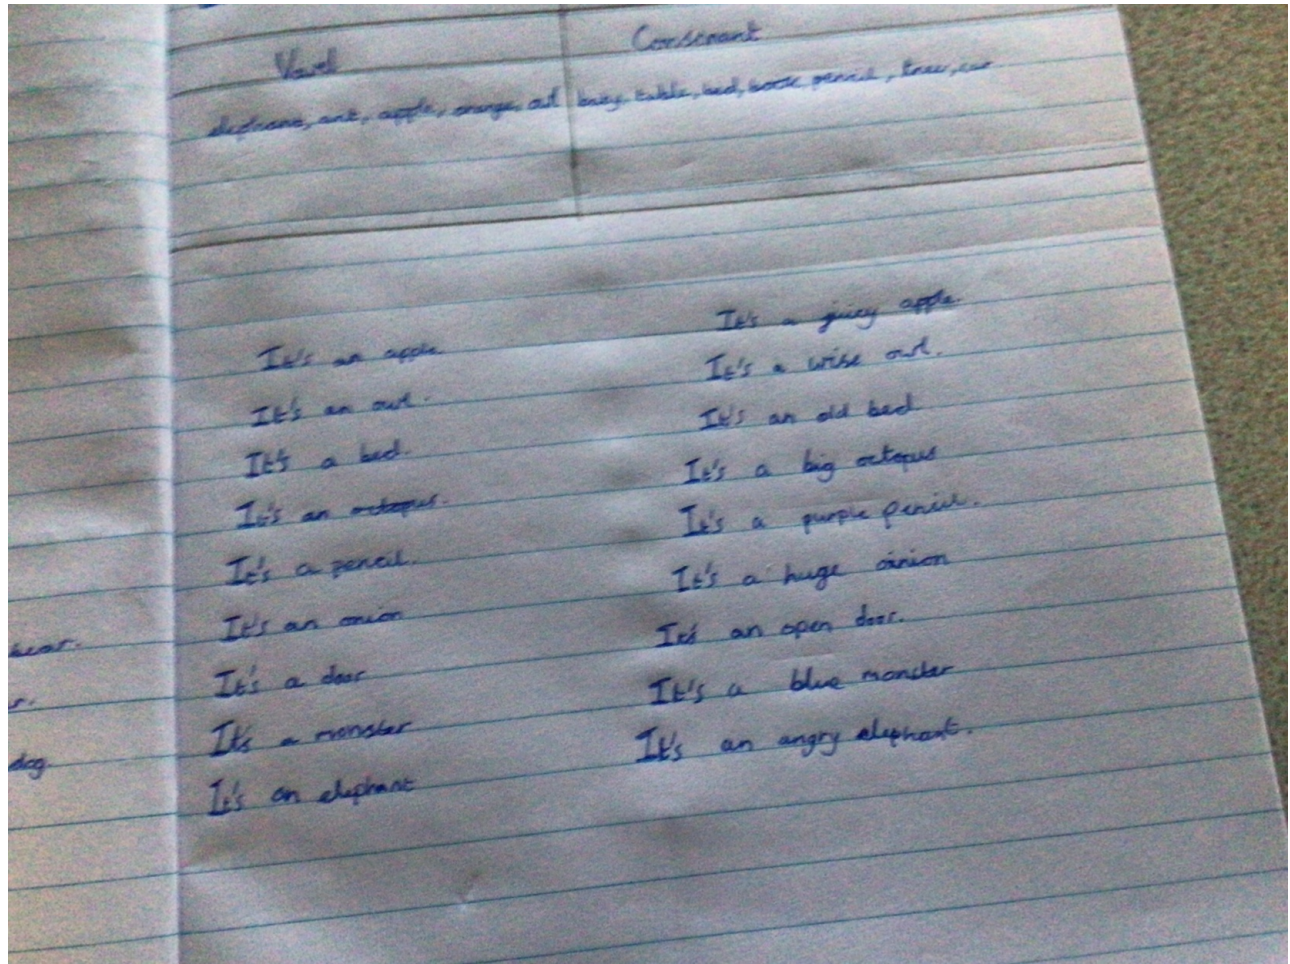 Vowel Consonant
elephant, ant, apple, orange, owl table, bed, book, pencil, tree, car
It's an apple. It's a juicy apple.
It's an owl. It's a wise owl.
It's a bed. It's an old bed
It's an octopus. It's a big octopus
It's a pencil. It's a purple pencil.
It's an onion It's a huge onion
It's a door It's an open door.
It's a monster It's a blue monster
It's an elephant It's an angry elephant.
dog